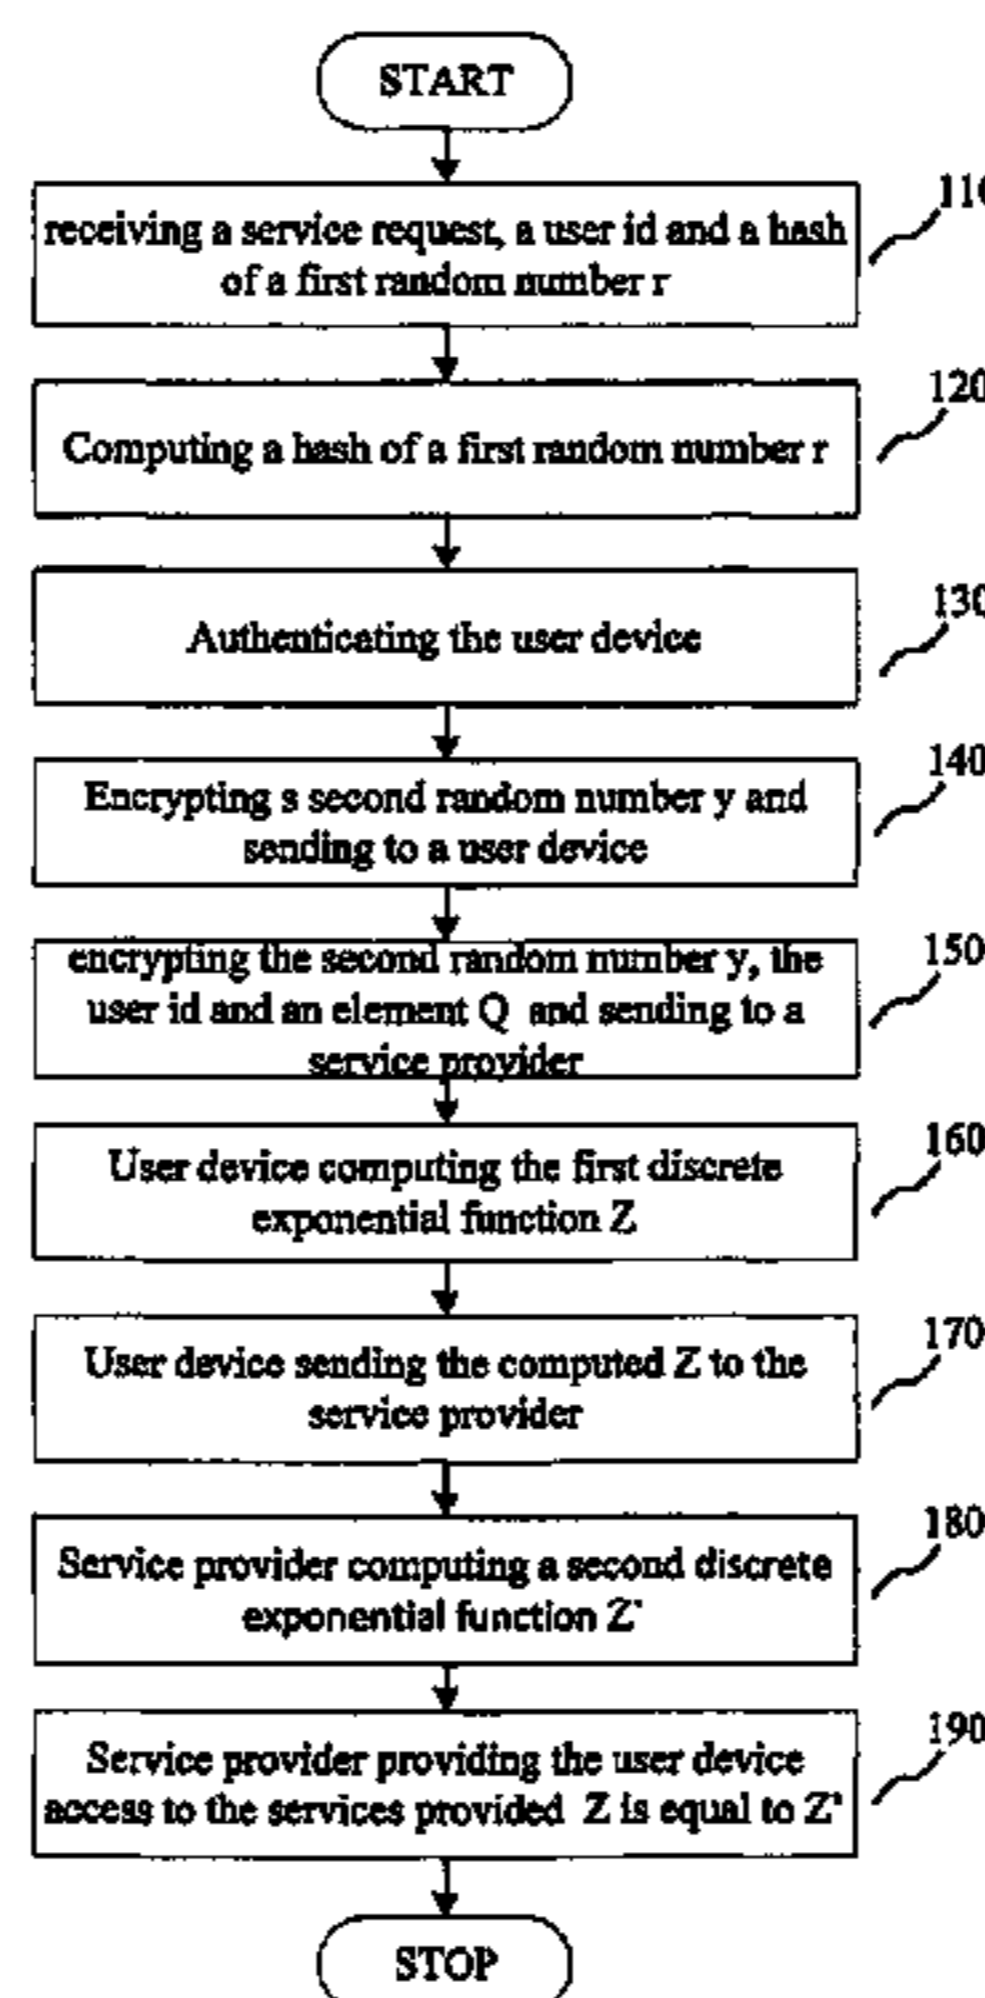 START
110
receiving a service request, a user id and a hash
of a first random number r
120
Computing a hash of a first random number r
130
Authenticating the user device
140
Encrypting s second random number y and
sending to a user device
150
encrypting the second random number y, the
user id and an element Q and sending to a
service provider
160
User device computing the first discrete
exponential function Z
170
User device sending the computed Z to the
service provider
180
Service provider computing a second discrete
exponential function Z'
190
Service provider providing the user device
access to the services provided Z is equal to Z'
STOP